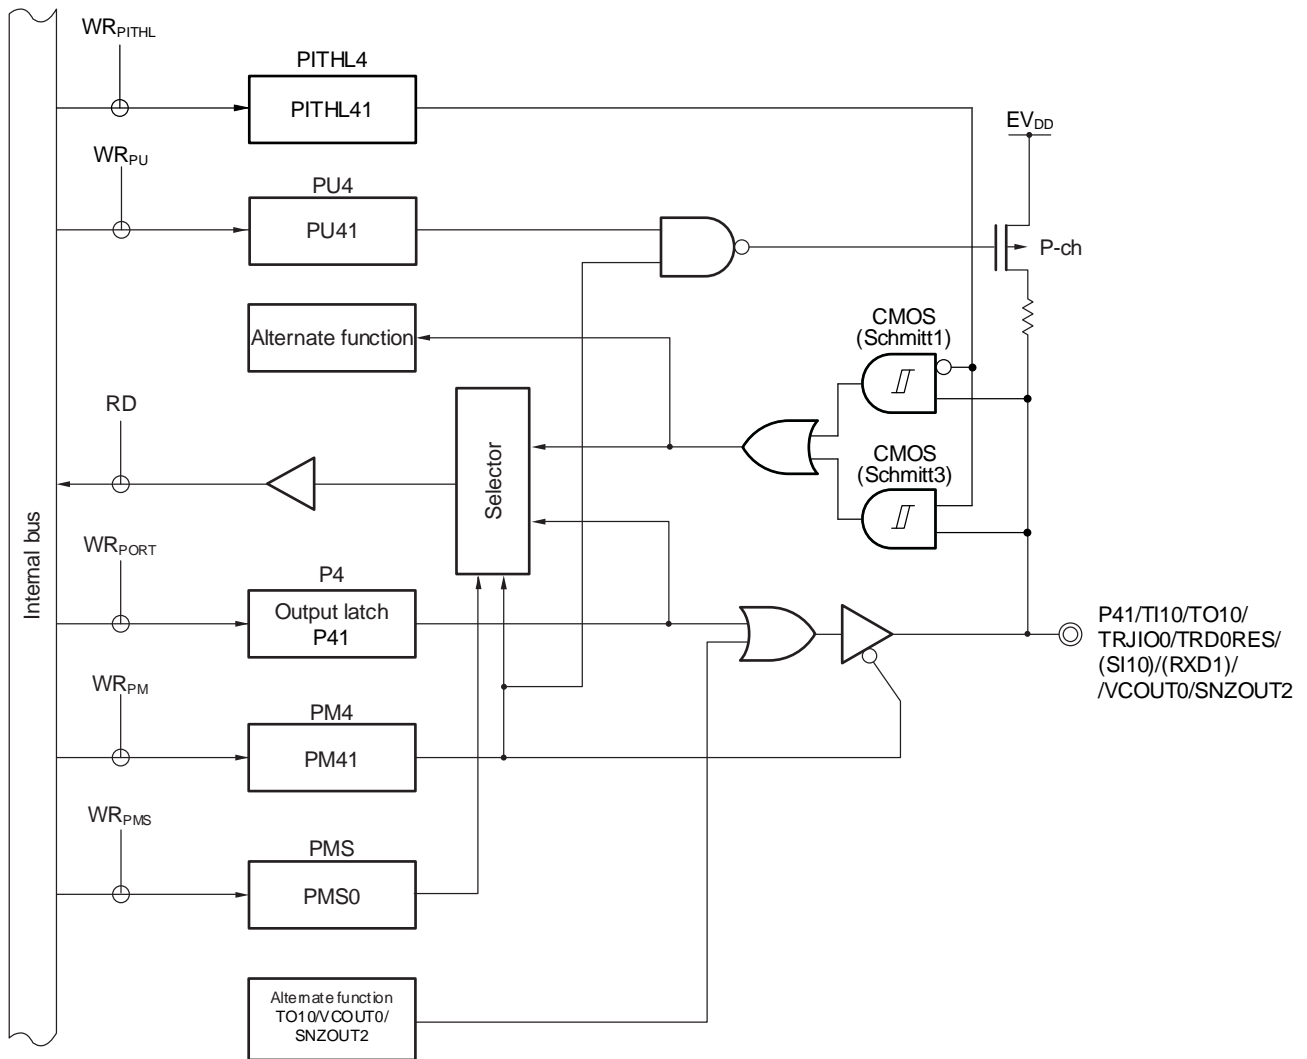 WRPITHL
PITHL4
PITHL41
EVDD
WRPU
PU4
PU41
P-ch
CMOS
(Schmitt1)
Alternate function
RD
Selector
CMOS
(Schmitt3)
Internal bus
WRPORT
P4
Output latch
P41
P41/TI10/TO10/
TRJIO0/TRD0RES/
(SI10)/(RXD1)/
/VCOUT0/SNZOUT2
WRPM
PM4
PM41
WRPMS
PMS
PMS0
Alternate function
TO10/VCOUT0/
SNZOUT2